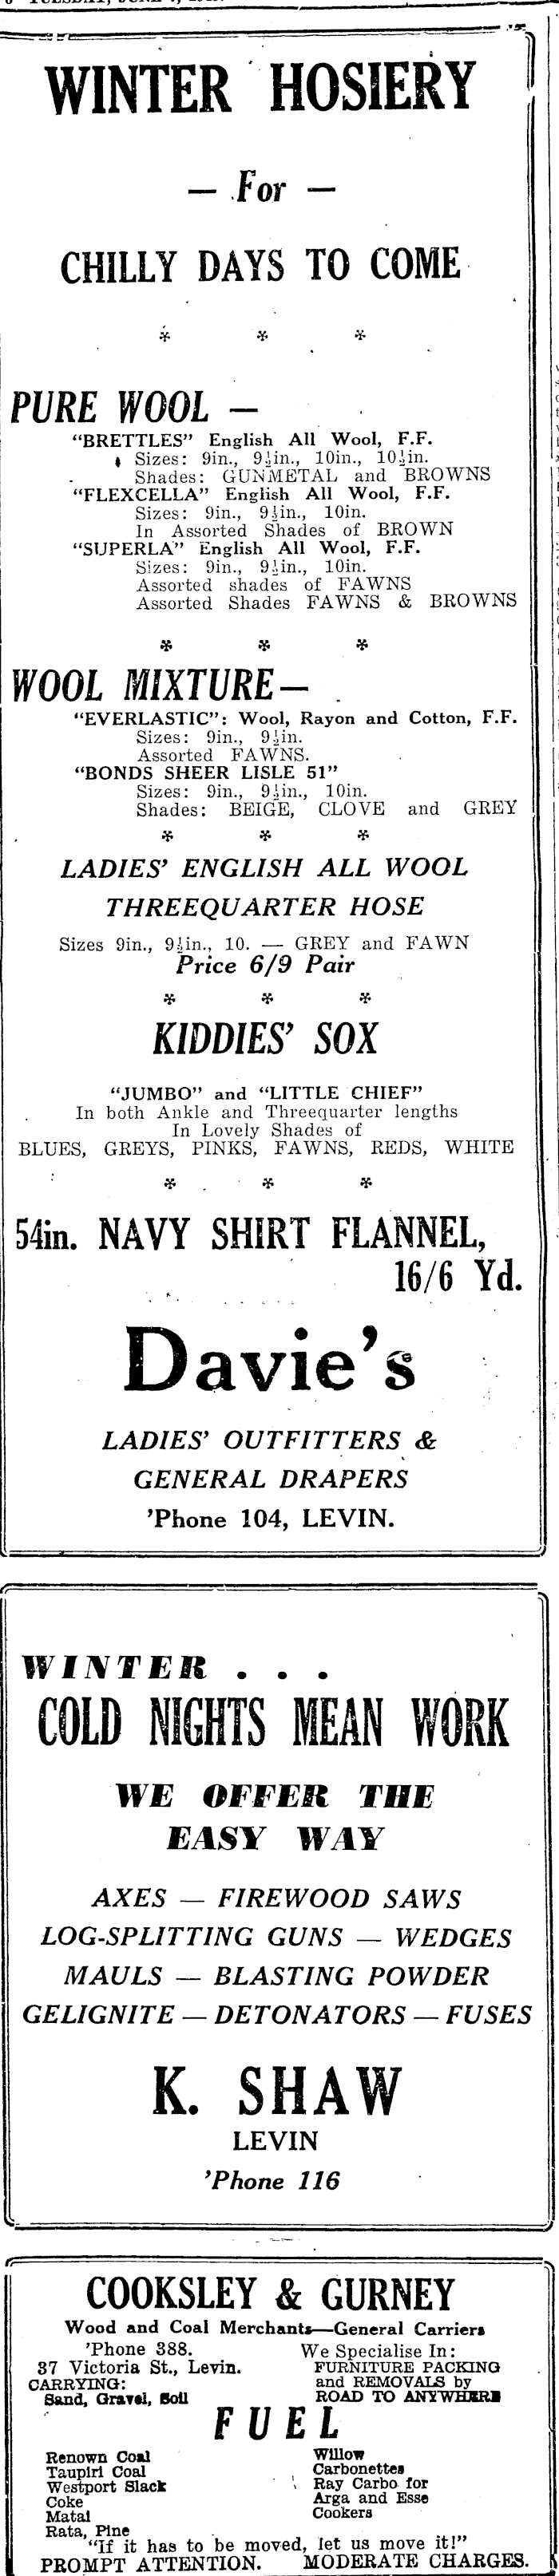 TUESDAY, JUNE
WINTER HOSIERY
— For —
CHILLY DAYS TO COME
* * *
PURE WOOL —
"BRETTLES" English All Wool, F.F.
Sizes: 9in., 9½in., 10in., 10½in.
Shades: GUNMETAL and BROWNS
"FLEXCELLA" English All Wool, F.F.
Sizes: 9in., 9½in., 10in.
In Assorted Shades of BROWN
"SUPERLA" English All Wool, F.F.
Sizes: 9in., 9½in., 10in.
Assorted shades of FAWNS
Assorted Shades FAWNS & BROWNS
* * *
WOOL MIXTURE—
"EVERLASTIC": Wool, Rayon and Cotton, F.F.
Sizes: 9in., 9½in.
Assorted FAWNS.
"BONDS SHEER LISLE 51"
Sizes: 9in., 9½in., 10in.
Shades: BEIGE, CLOVE and GREY
* * *
LADIES' ENGLISH ALL WOOL
THREEQUARTER HOSE
Sizes 9in., 9½in., 10. — GREY and FAWN
Price 6/9 Pair
* * *
KIDDIES' SOX
"JUMBO" and "LITTLE CHIEF"
In both Ankle and Threequarter lengths
In Lovely Shades of
BLUES, GREYS, PINKS, FAWNS, REDS, WHITE
* * *
54in. NAVY SHIRT FLANNEL,
16/6 Yd.
Davie's
LADIES' OUTFITTERS &
GENERAL DRAPERS
'Phone 104, LEVIN.
WINTER . . .
COLD NIGHTS MEAN WORK
WE OFFER THE
EASY WAY
AXES — FIREWOOD SAWS
LOG-SPLITTING GUNS — WEDGES
MAULS — BLASTING POWDER
GELIGNITE — DETONATORS — FUSES
K. SHAW
LEVIN
'Phone 116
COOKSLEY & GURNEY
Wood and Coal Merchants—General Carriers
'Phone 388.
37 Victoria St., Levin.
CARRYING:
Sand, Gravel, Soil
We Specialise In:
FURNITURE PACKING
and REMOVALS by
ROAD TO ANYWHERE
FUEL
Renown Coal
Taupiri Coal
Westport Slack
Coke
Matai
Rata, Pine
Willow
Carbonettes
Ray Carbo for
Arga and Esse
Cookers
"If it has to be moved, let us move it!"
PROMPT ATTENTION. MODERATE CHARGES.